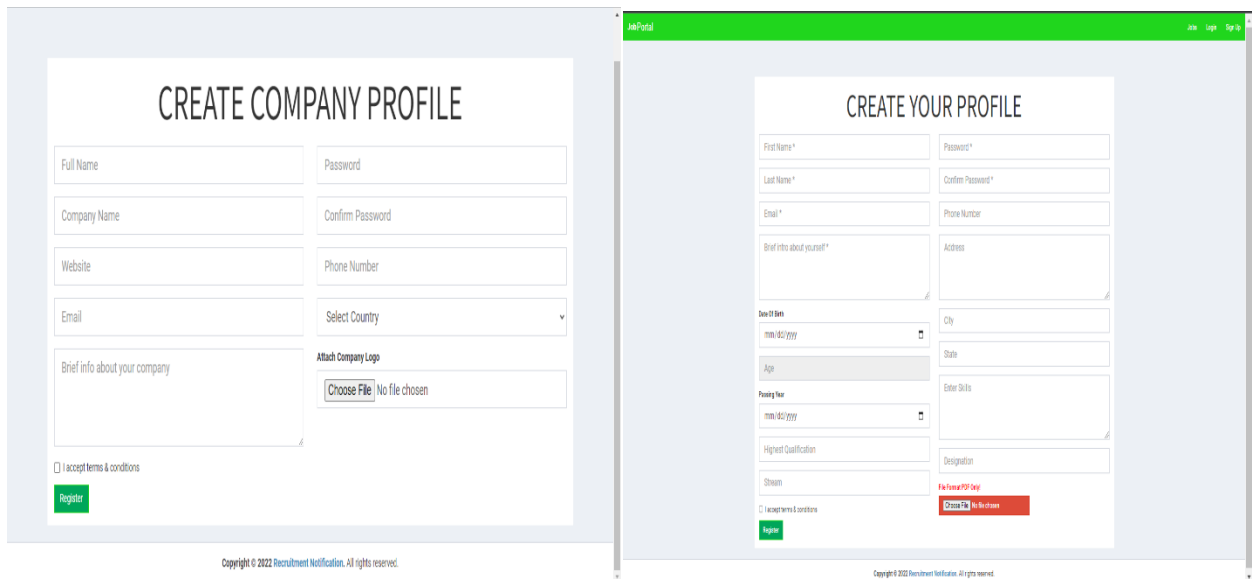 CREATE COMPANY PROFILE
Full Name
Password
Company Name
Confirm Password
Website
Phone Number
Email
Select Country
Brief info about your company
Attach Company Logo
Choose File No file chosen
I accept terms & conditions
Register
Copyright © 2022 Recruitment Notification. All rights reserved.
JobPortal
Jobs Login Sign Up
CREATE YOUR PROFILE
First Name *
Password *
Last Name *
Confirm Password *
Email *
Phone Number
Brief intro about yourself *
Address
Date Of Birth
mm/dd/yyyy
City
Age
State
Passing Year
mm/dd/yyyy
Enter Skills
Highest Qualification
Designation
Stream
File Format PDF Only!
Choose File No file chosen
I accept terms & conditions
Register
Copyright © 2022 Recruitment Notification. All rights reserved.